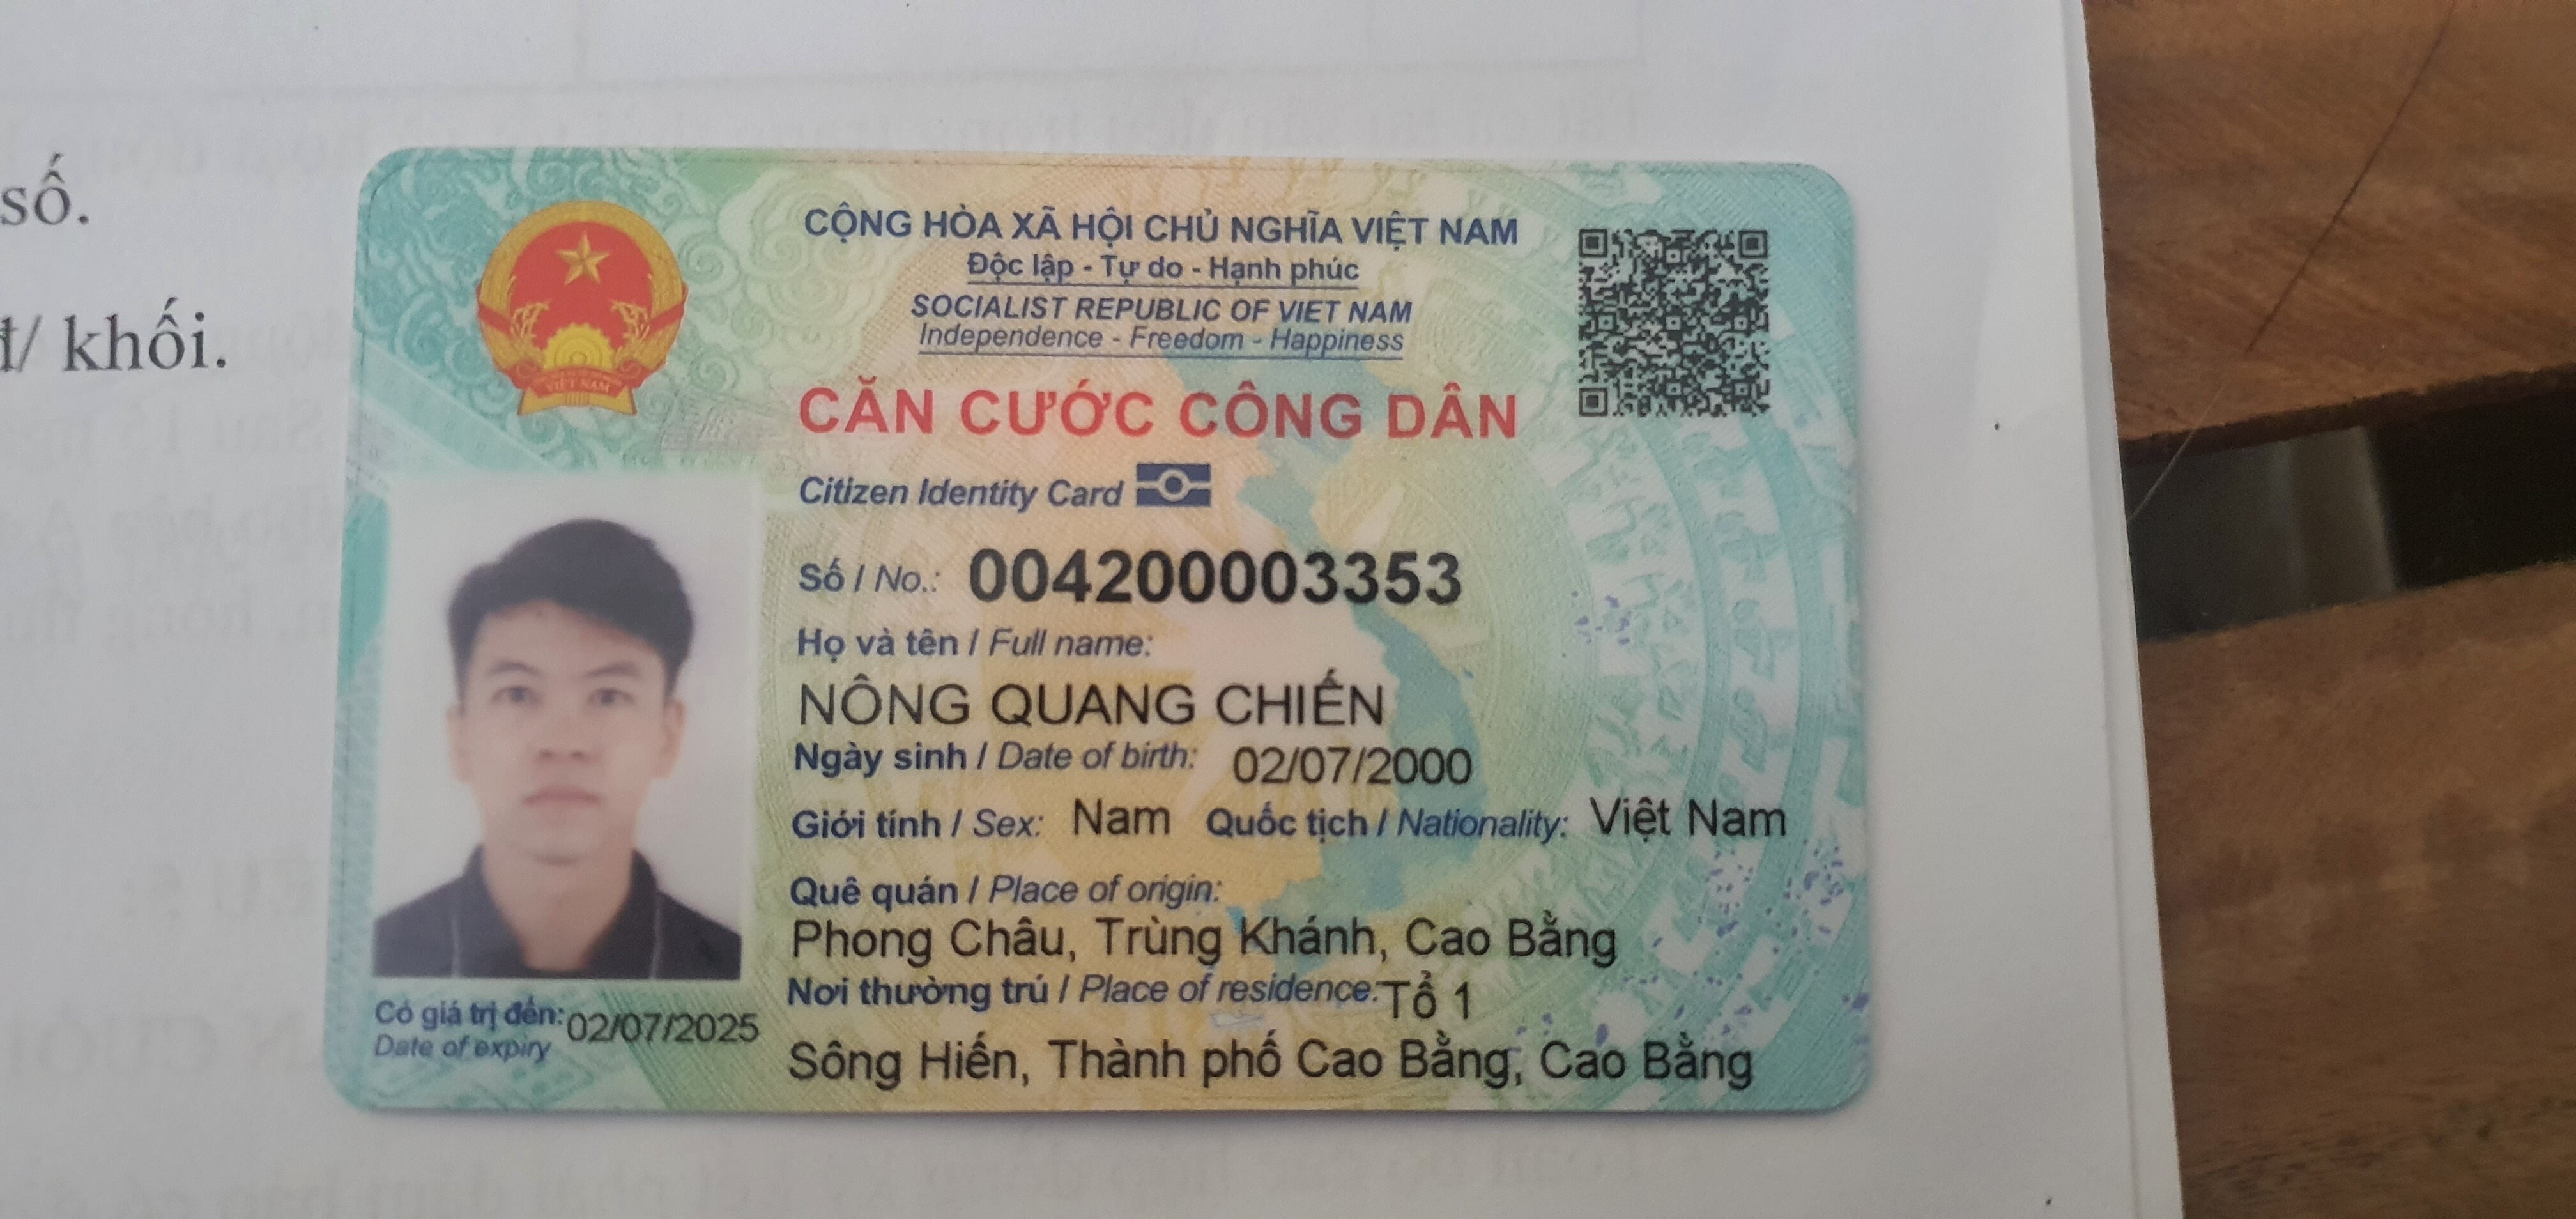 số.
đ/ khối.
CỘNG HÒA XÃ HỘI CHỦ NGHĨA VIỆT NAM
Độc lập - Tự do - Hạnh phúc
SOCIALIST REPUBLIC OF VIET NAM
Independence - Freedom - Happiness
VIỆT NAM
CĂN CƯỚC CÔNG DÂN
Citizen Identity Card
Số / No.: 004200003353
Họ và tên / Full name:
NÔNG QUANG CHIẾN
Ngày sinh / Date of birth: 02/07/2000
Giới tính / Sex: Nam Quốc tịch / Nationality: Việt Nam
Quê quán / Place of origin:
Phong Châu, Trùng Khánh, Cao Bằng
Nơi thường trú / Place of residence: Tổ 1
Sông Hiến, Thành phố Cao Bằng, Cao Bằng
Có giá trị đến: 02/07/2025
Date of expiry